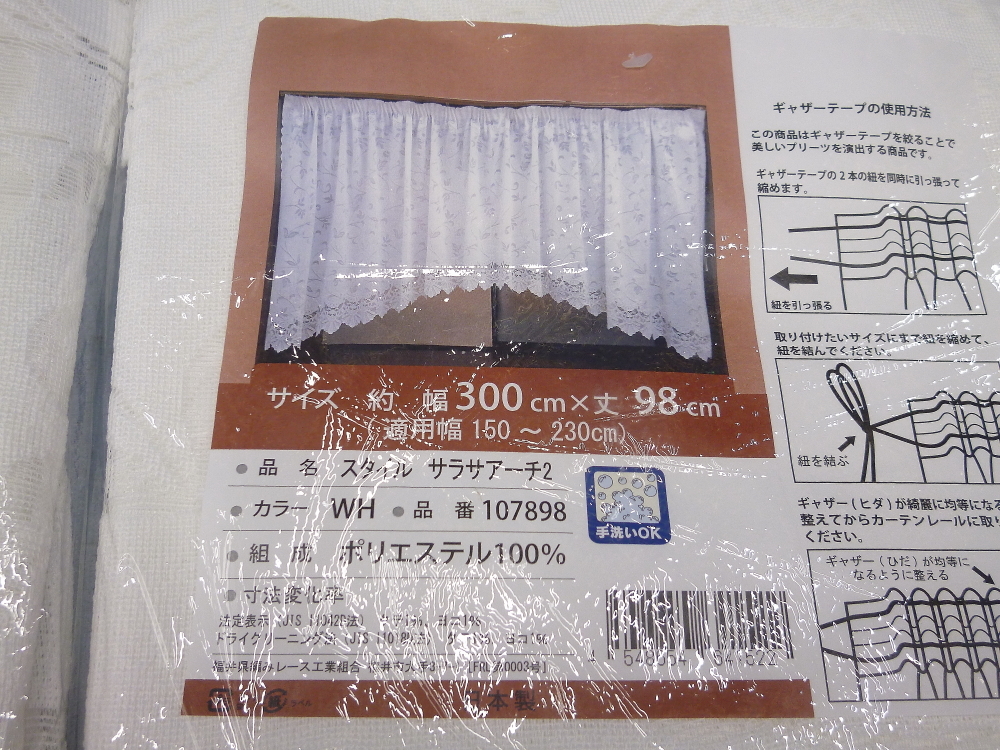 サイズ 約 幅300cm×丈 98cm
適用幅 150 ～ 230cm)
● 品 名 スタイル サラサアーチ2
● カラー WH ● 品 番 107898
● 組 成 ポリエステル100%
● 寸法変化率
手洗いOK
日本製
ギャザーテープの使用方法
この商品はギャザーテープを絞ることで
美しいプリーツを演出する商品です。
ギャザーテープの2本の紐を同時に引っ張って
縮めます。
紐を引っ張る
取り付けたいサイズにまで紐を縮めて、
紐を結んでください。
紐を結ぶ
ギャザー(ヒダ)が綺麗に均等になる
整えてからカーテンレールに取り
ください。
ギャザー(ひだ)が均等に
なるように整える